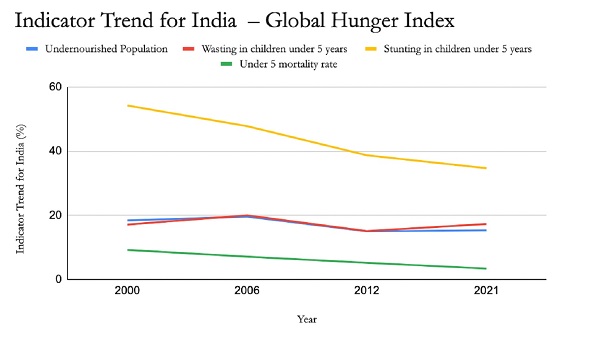 Indicator Trend for India – Global Hunger Index
Undernourished Population Wasting in children under 5 years Stunting in children under 5 years
Under 5 mortality rate
Indicator Trend for India (%)
60
40
20
0
2000 2006 2012 2021
Year